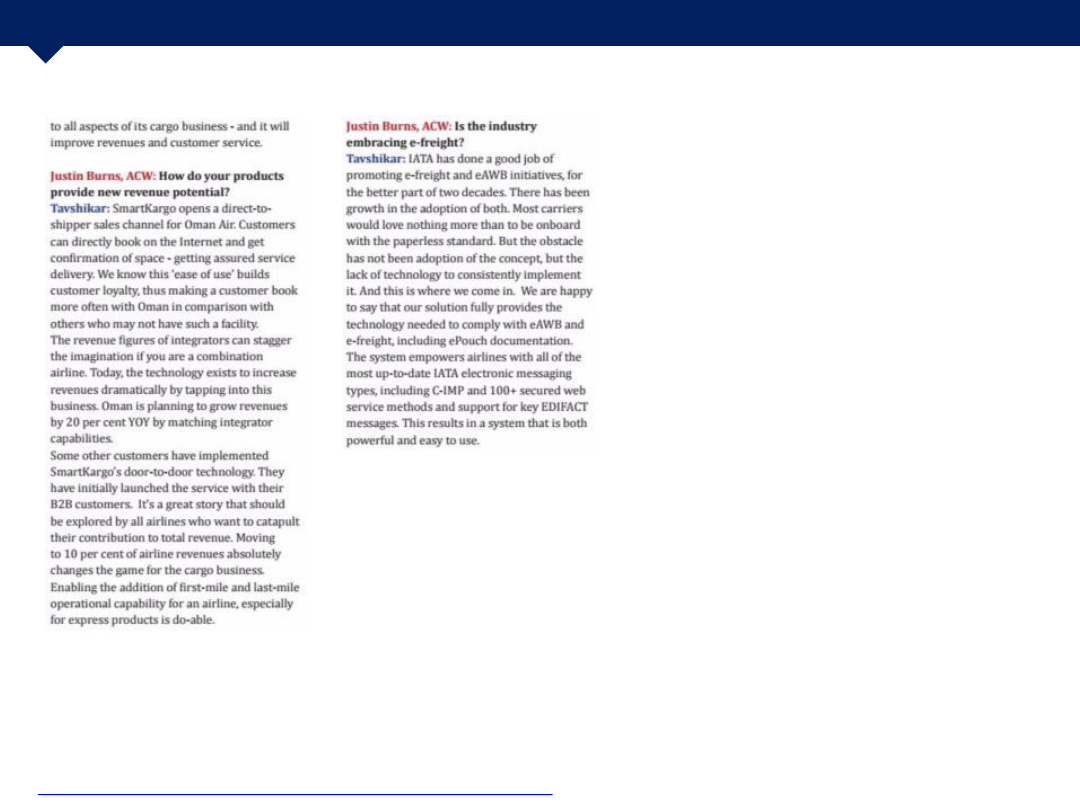 to all aspects of its cargo business - and it will
improve revenues and customer service.
Justin Burns, ACW: How do your products
provide new revenue potential?
Tavshikar: SmartKargo opens a direct-to-
shipper sales channel for Oman Air. Customers
can directly book on the Internet and get
confirmation of space - getting assured service
delivery. We know this 'ease of use' builds
customer loyalty, thus making a customer book
more often with Oman in comparison with
others who may not have such a facility.
The revenue figures of integrators can stagger
the imagination if you are a combination
airline. Today, the technology exists to increase
revenues dramatically by tapping into this
business. Oman is planning to grow revenues
by 20 per cent YOY by matching integrator
capabilities.
Some other customers have implemented
SmartKargo's door-to-door technology. They
have initially launched the service with their
B2B customers. It's a great story that should
be explored by all airlines who want to catapult
their contribution to total revenue. Moving
to 10 per cent of airline revenues absolutely
changes the game for the cargo business.
Enabling the addition of first-mile and last-mile
operational capability for an airline, especially
for express products is do-able.
Justin Burns, ACW: Is the industry
embracing e-freight?
Tavshikar: IATA has done a good job of
promoting e-freight and eAWB initiatives, for
the better part of two decades. There has been
growth in the adoption of both. Most carriers
would love nothing more than to be onboard
with the paperless standard. But the obstacle
has not been adoption of the concept, but the
lack of technology to consistently implement
it. And this is where we come in. We are happy
to say that our solution fully provides the
technology needed to comply with eAWB and
e-freight, including ePouch documentation.
The system empowers airlines with all of the
most up-to-date IATA electronic messaging
types, including C-IMP and 100+ secured web
service methods and support for key EDIFACT
messages. This results in a system that is both
powerful and easy to use.